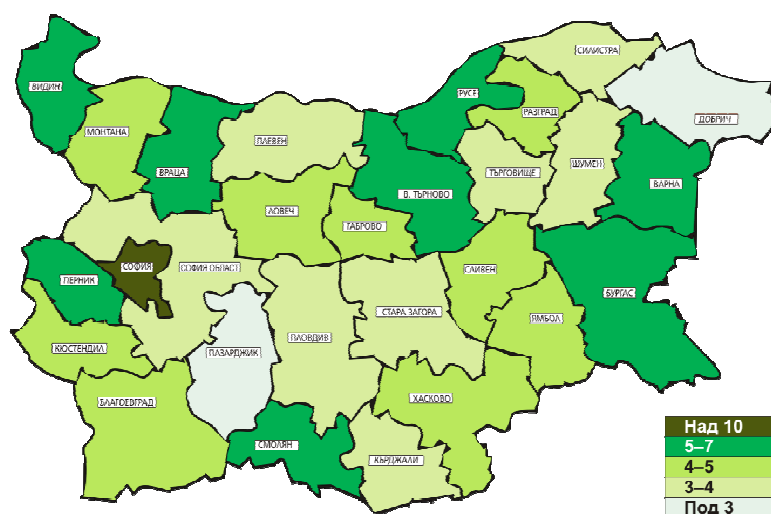 СИЛИСТРА
ВИДИН
РУСЕ
РАЗГРАД
ДОБРИЧ
МОНТАНА
ПЛЕВЕН
ВРАЦА
ТЪРГОВИЩЕ
ШУМЕН
ВАРНА
В. ТЪРНОВО
ЛОВЕЧ
ГАБРОВО
СОФИЯ
СОФИЯ ОБЛАСТ
СЛИВЕН
ПЕРНИК
БУРГАС
СТАРА ЗАГОРА
ЯМБОЛ
ПЛОВДИВ
КЮСТЕНДИЛ
ПАЗАРДЖИК
БЛАГОЕВГРАД
ХАСКОВО
СМОЛЯН
КЪРДЖАЛИ
Над 10
5–7
4–5
3–4
Под 3